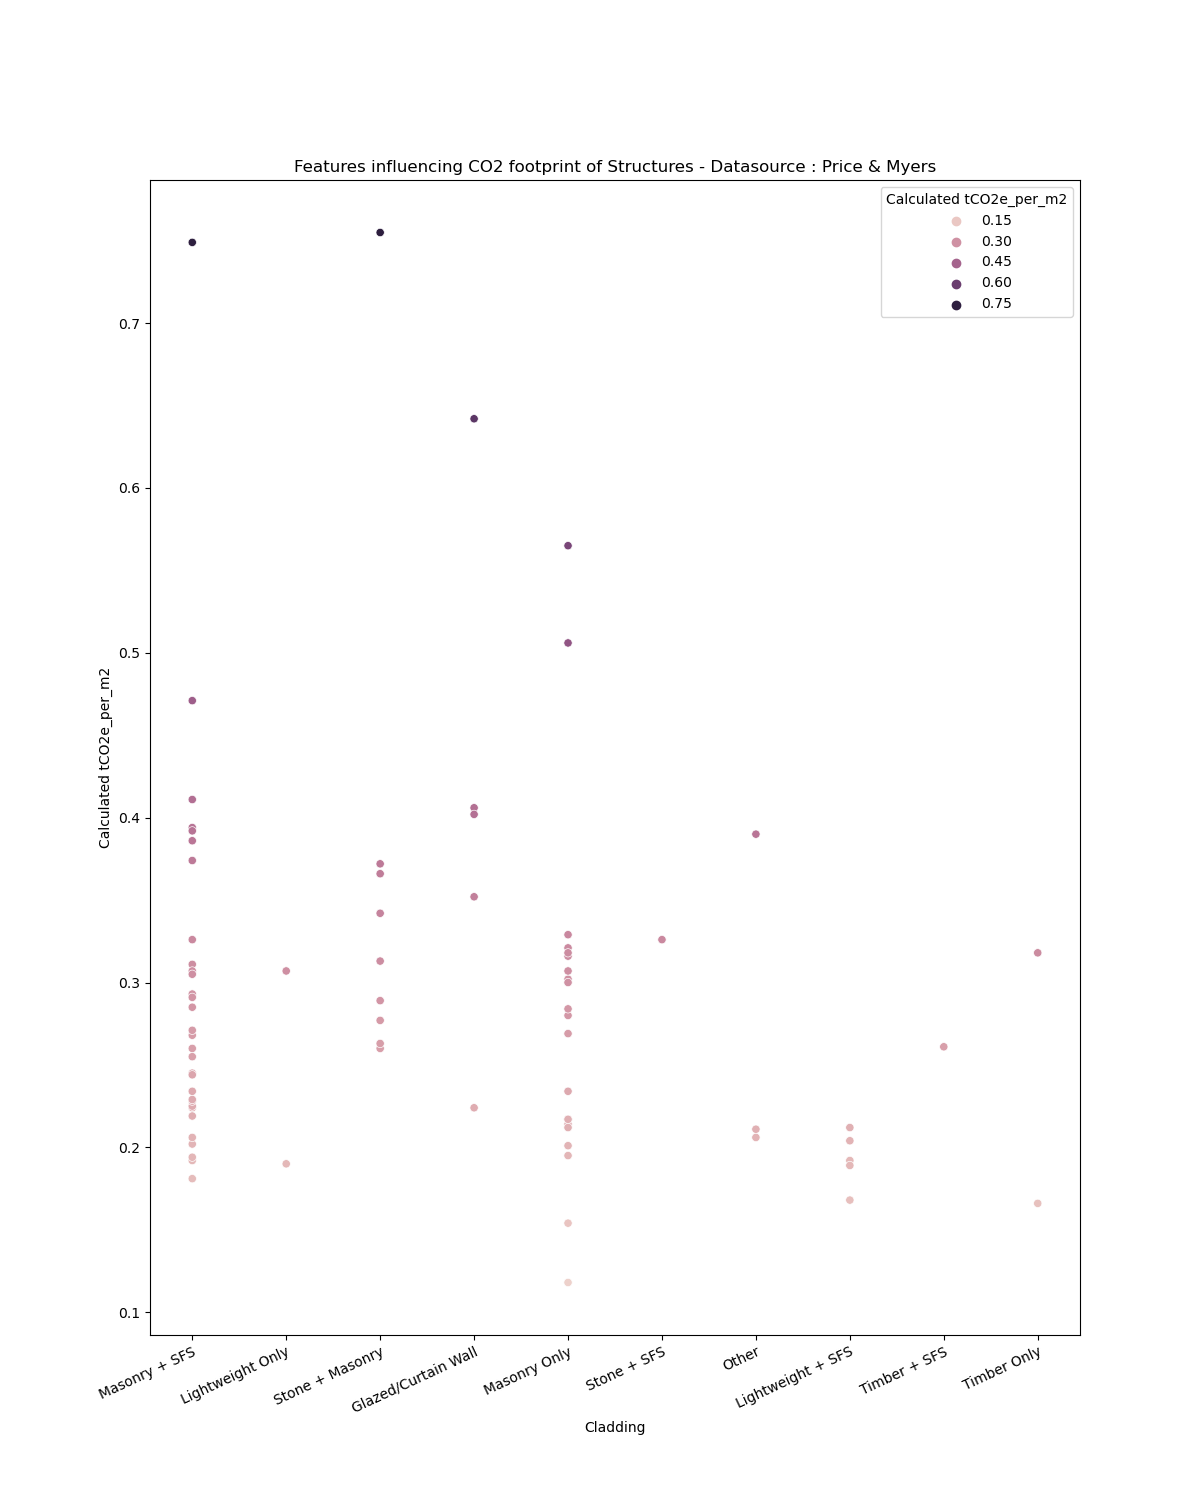 Features influencing CO2 footprint of Structures - Datasource : Price & Myers
Calculated tCO2e_per_m2
0.15
0.30
0.45
0.60
0.75
Calculated tCO2e_per_m2
0.7
0.6
0.5
0.4
0.3
0.2
0.1
Masonry + SFS
Lightweight Only
Stone + Masonry
Glazed/Curtain Wall
Masonry Only
Stone + SFS
Other
Lightweight + SFS
Timber + SFS
Timber Only
Cladding